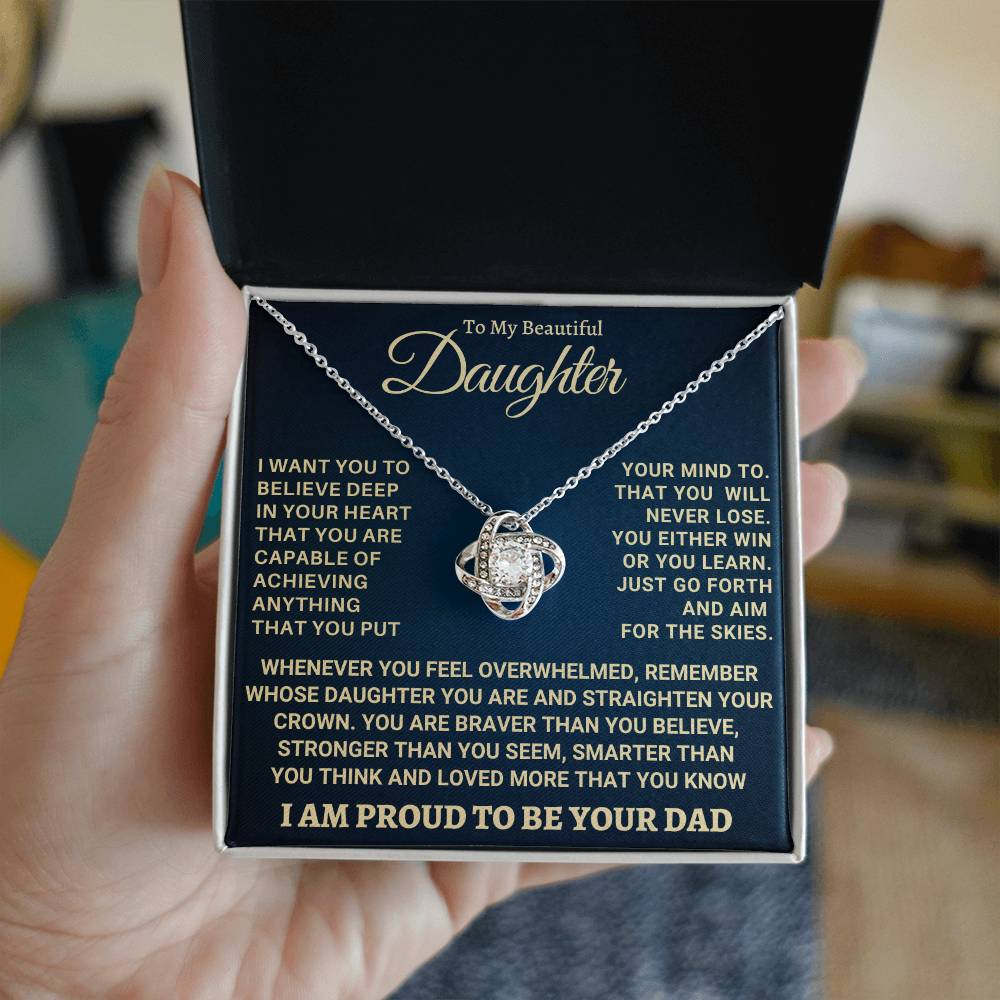 To My Beautiful
Daughter
I WANT YOU TO
BELIEVE DEEP
IN YOUR HEART
THAT YOU ARE
CAPABLE OF
ACHIEVING
ANYTHING
THAT YOU PUT
YOUR MIND TO.
THAT YOU WILL
NEVER LOSE.
YOU EITHER WIN
OR YOU LEARN.
JUST GO FORTH
AND AIM
FOR THE SKIES.
WHENEVER YOU FEEL OVERWHELMED, REMEMBER
WHOSE DAUGHTER YOU ARE AND STRAIGHTEN YOUR
CROWN. YOU ARE BRAVER THAN YOU BELIEVE,
STRONGER THAN YOU SEEM, SMARTER THAN
YOU THINK AND LOVED MORE THAT YOU KNOW
I AM PROUD TO BE YOUR DAD